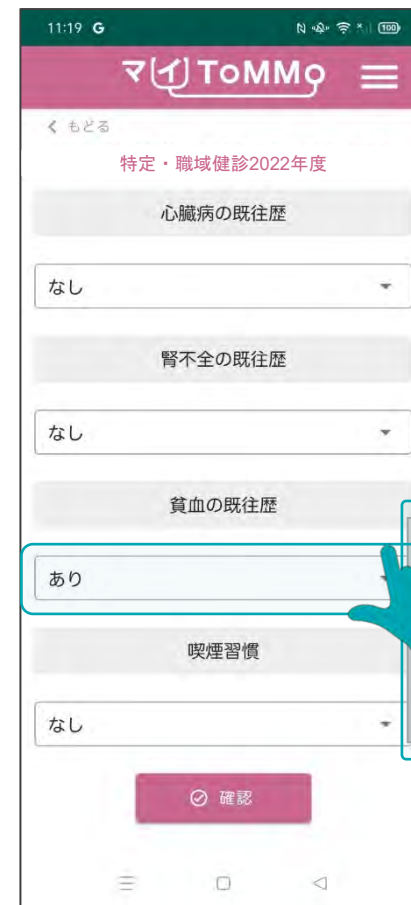 11:19 G
100
マイToMMo
もどる
特定・職域健診2022年度
心臓病の既往歴
なし
腎不全の既往歴
なし
貧血の既往歴
あり
喫煙習慣
なし
確認